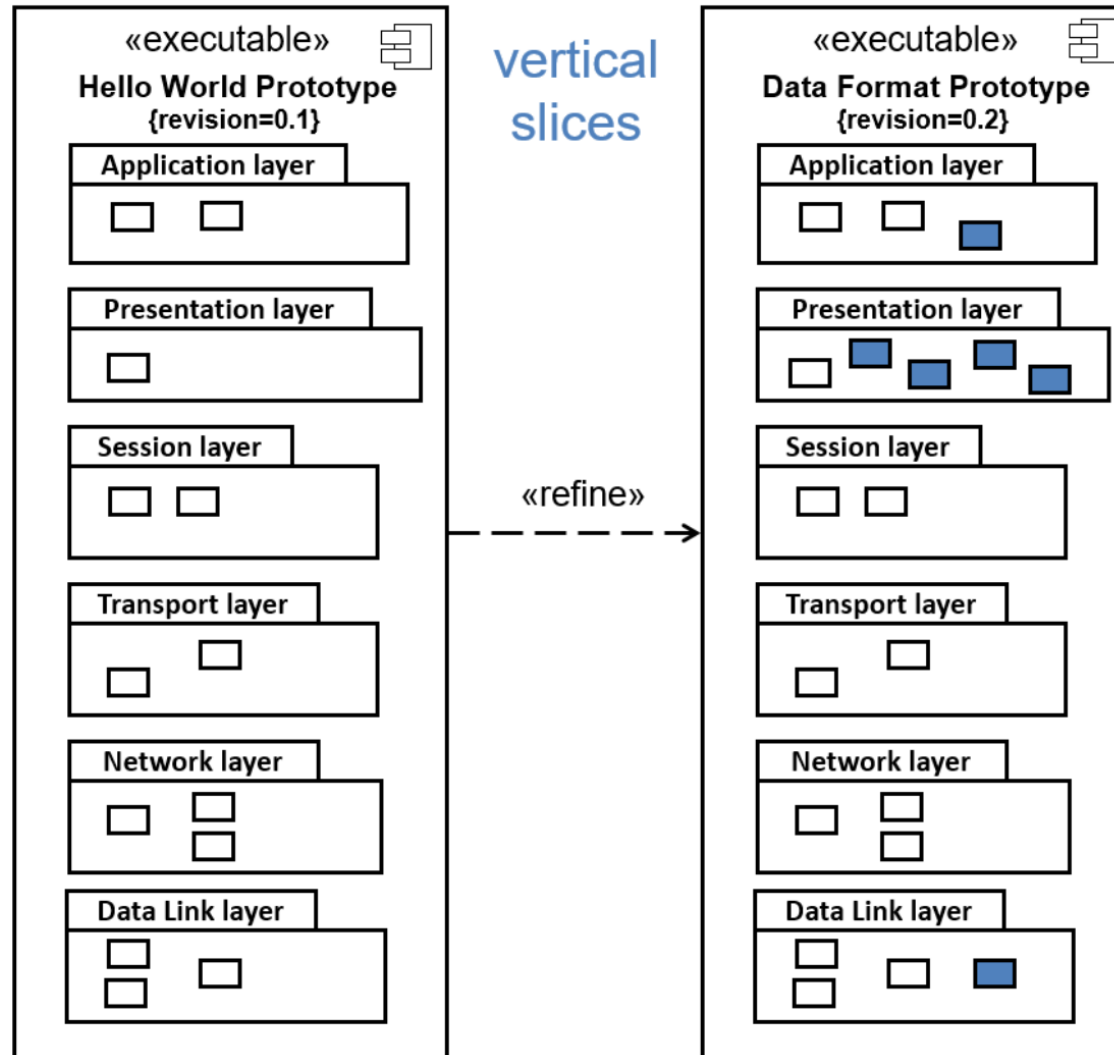 «executable»
Hello World Prototype
{revision=0.1}
Application layer
Presentation layer
Session layer
Transport layer
Network layer
Data Link layer
vertical
slices
«refine»
«executable»
Data Format Prototype
{revision=0.2}
Application layer
Presentation layer
Session layer
Transport layer
Network layer
Data Link layer